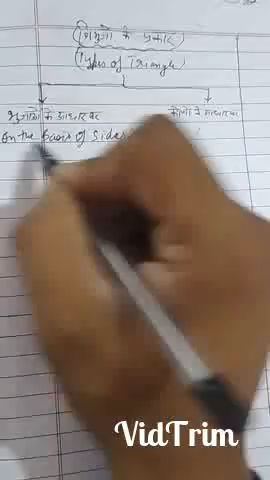 त्रिभुजों के प्रकार
Types of Triangle
भुजाओं के आधार पर
कोणों के आधार पर
on the basis of Sides
VidTrim